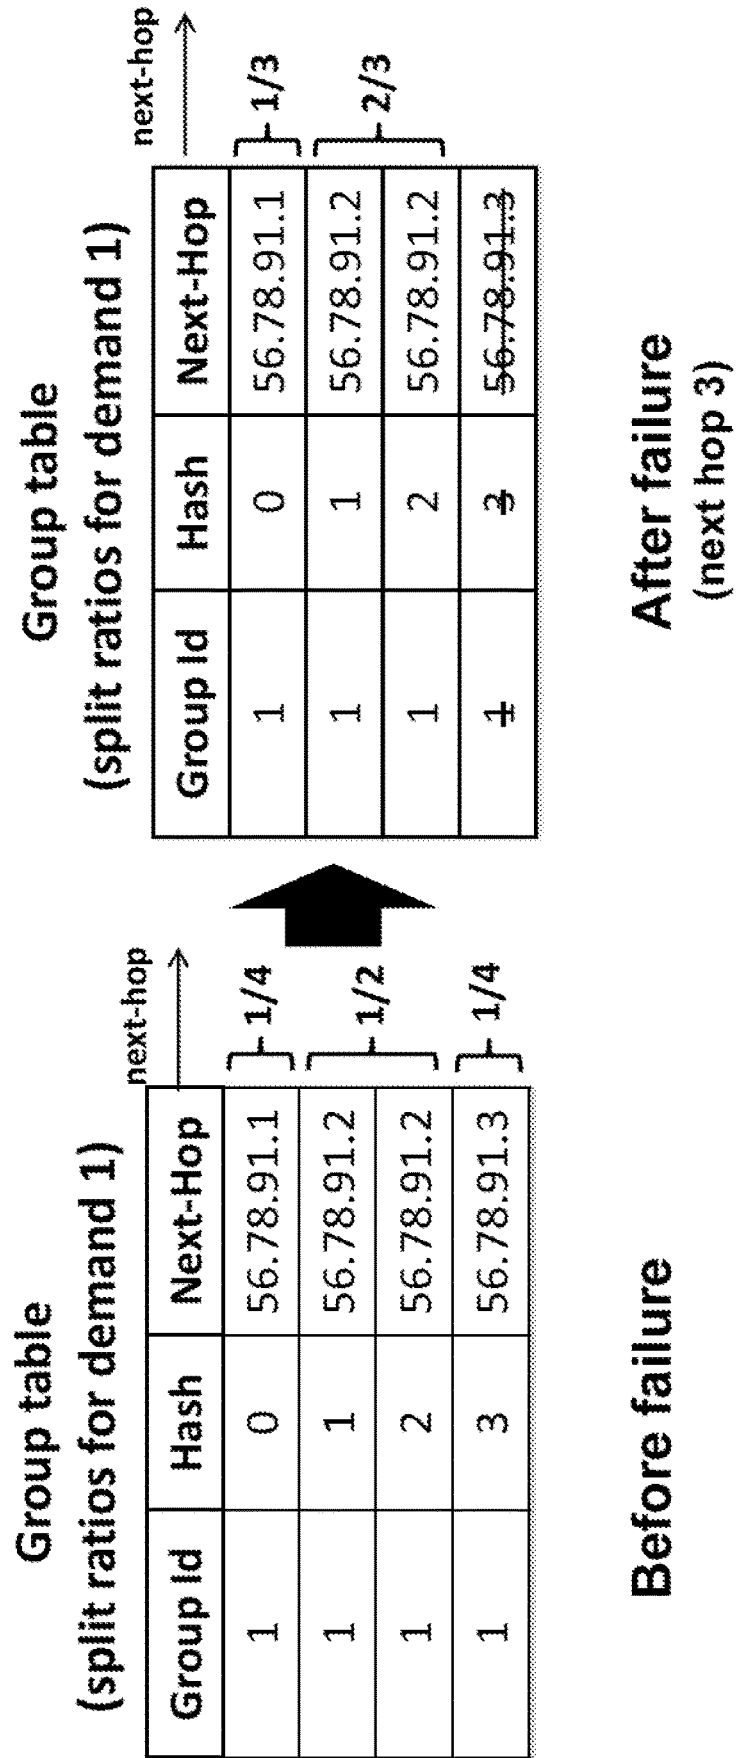 Group table
(split ratios for demand 1)
next-hop
Group Id Hash Next-Hop
1 0 56.78.91.1 1/4
1 1 56.78.91.2
1/2
1 2 56.78.91.2
1 3 56.78.91.3 1/4
Before failure
Group table
(split ratios for demand 1)
next-hop
Group Id Hash Next-Hop
1 0 56.78.91.1 1/3
1 1 56.78.91.2
2/3
1 2 56.78.91.2
1 3 56.78.91.3
After failure
(next hop 3)